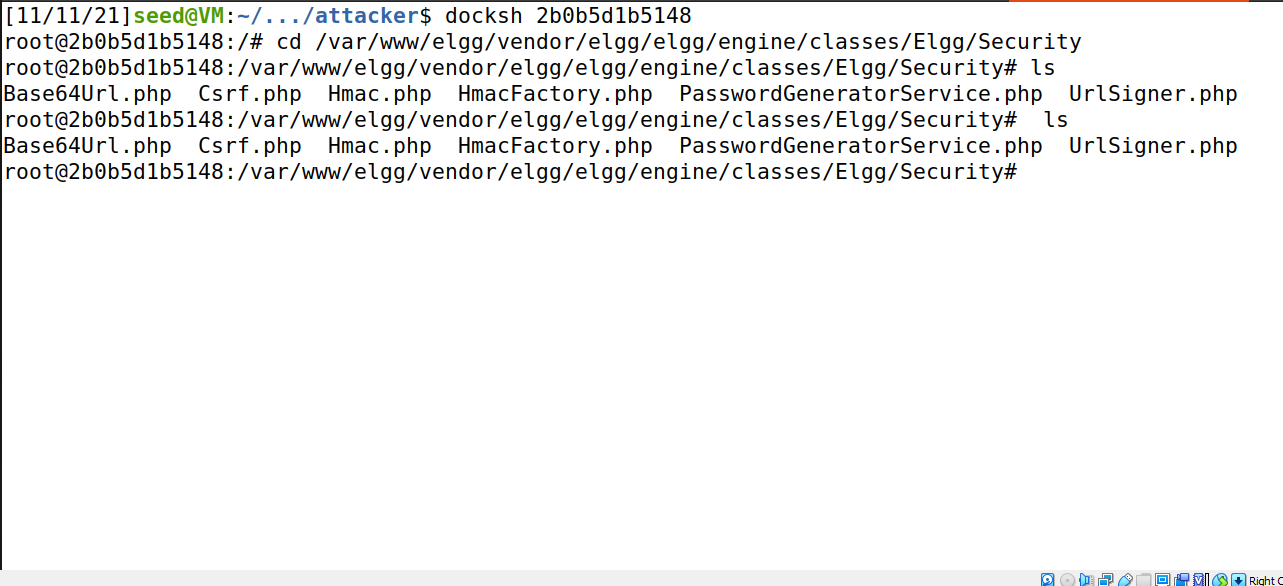 [11/11/21]seed@VM:~/.../attacker$ docksh 2b0b5d1b5148
root@2b0b5d1b5148:/# cd /var/www/elgg/vendor/elgg/elgg/engine/classes/Elgg/Security
root@2b0b5d1b5148:/var/www/elgg/vendor/elgg/elgg/engine/classes/Elgg/Security# ls
Base64Url.php  Csrf.php  Hmac.php  HmacFactory.php  PasswordGeneratorService.php  UrlSigner.php
root@2b0b5d1b5148:/var/www/elgg/vendor/elgg/elgg/engine/classes/Elgg/Security#  ls
Base64Url.php  Csrf.php  Hmac.php  HmacFactory.php  PasswordGeneratorService.php  UrlSigner.php
root@2b0b5d1b5148:/var/www/elgg/vendor/elgg/elgg/engine/classes/Elgg/Security#
Right C